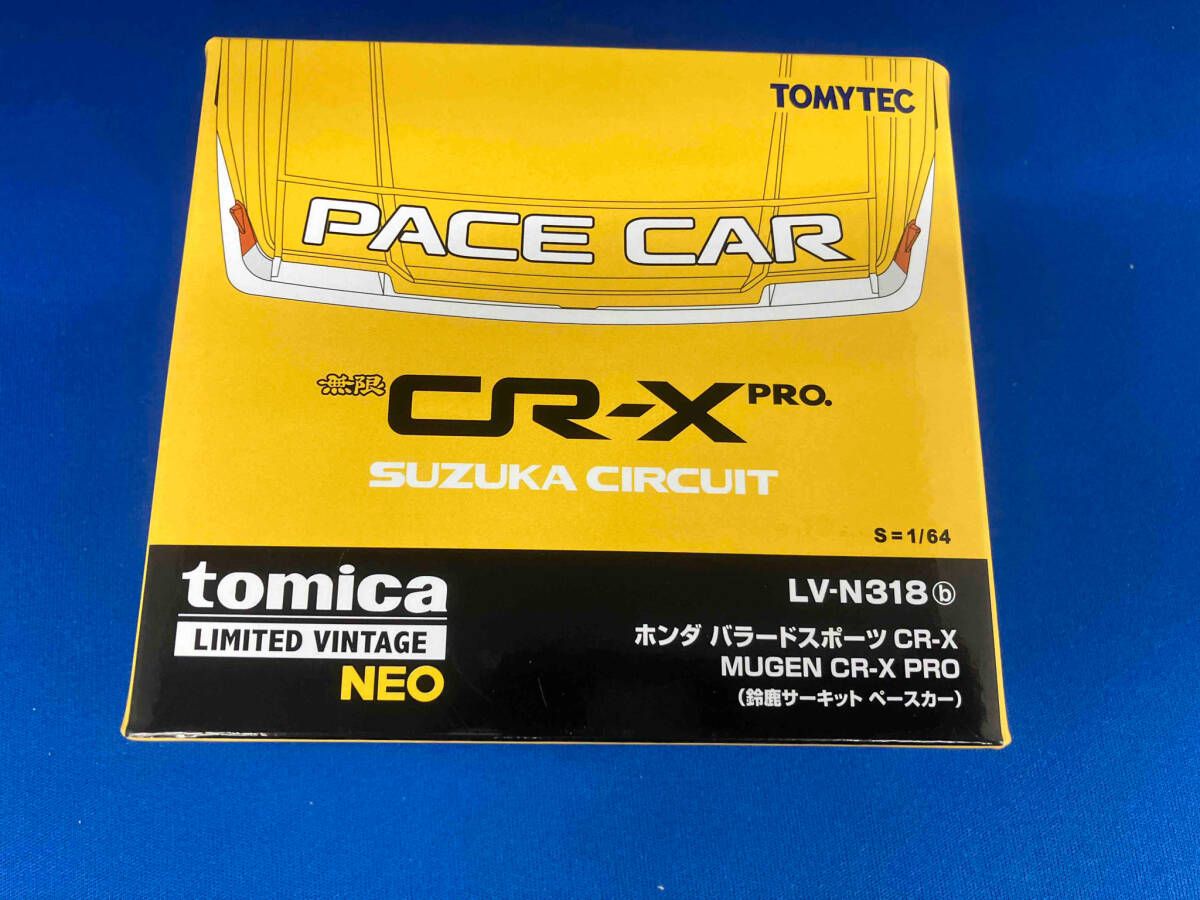 TOMYTEC
PACE CAR
無限 CR-X PRO.
SUZUKA CIRCUIT
S=1/64
tomica
LIMITED VINTAGE
NEO
LV-N318 ⓑ
ホンダ バラードスポーツ CR-X
MUGEN CR-X PRO
(鈴鹿サーキット ペースカー)